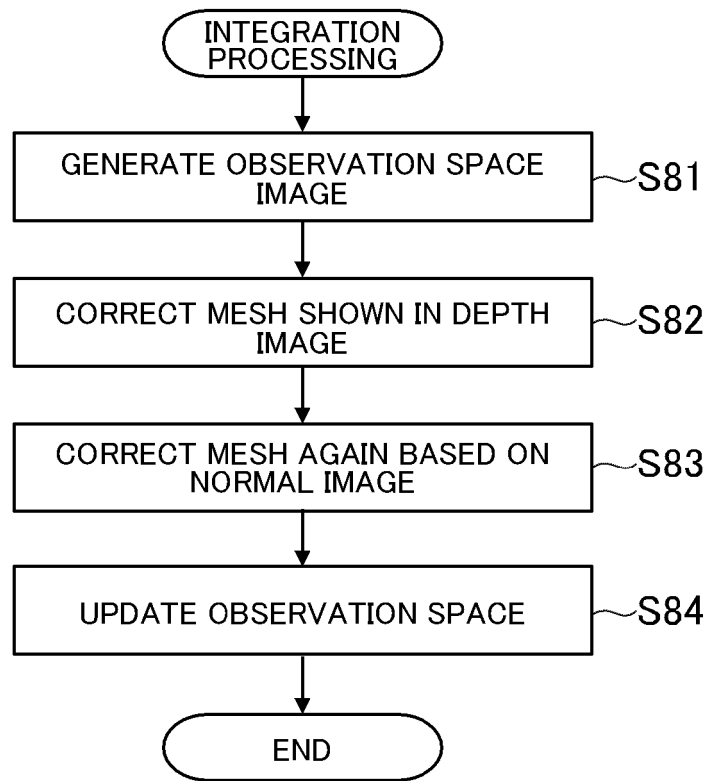 INTEGRATION
PROCESSING
GENERATE OBSERVATION SPACE
IMAGE
S81
CORRECT MESH SHOWN IN DEPTH
IMAGE
S82
CORRECT MESH AGAIN BASED ON
NORMAL IMAGE
S83
UPDATE OBSERVATION SPACE
S84
END